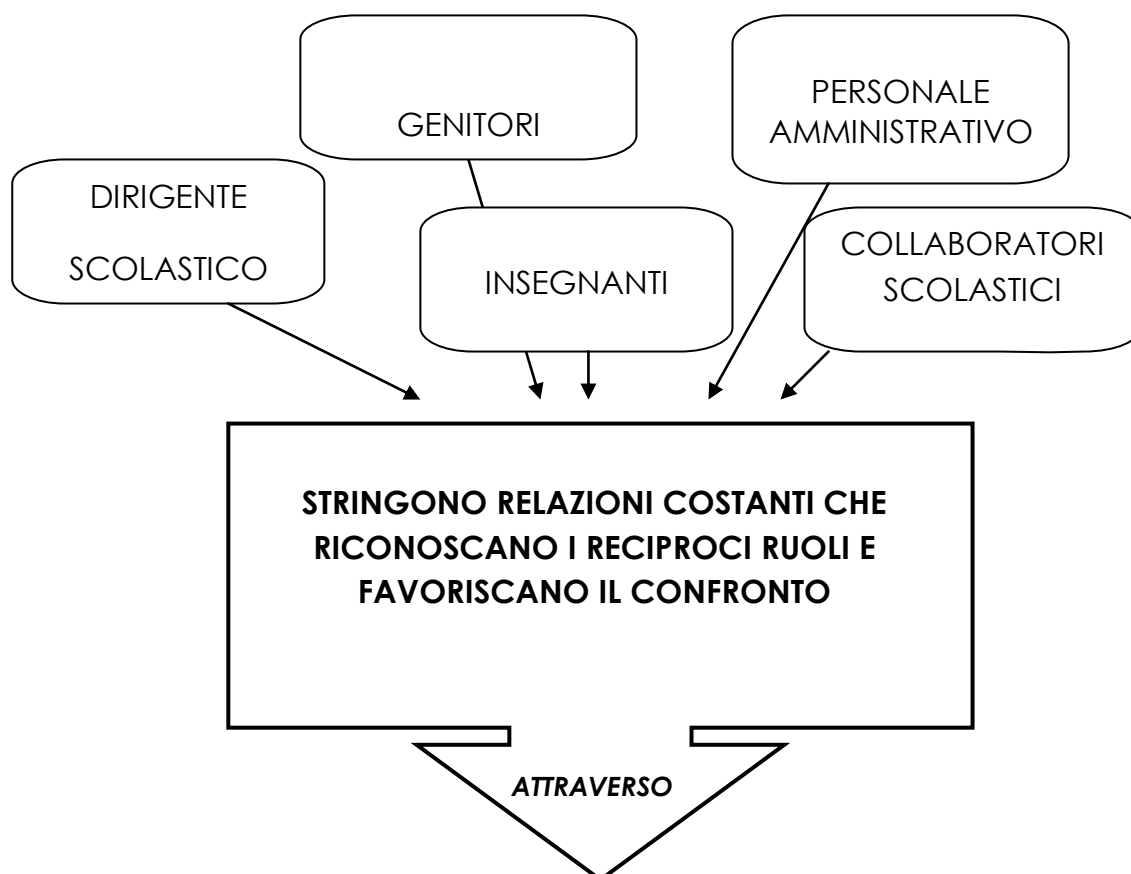 GENITORI
PERSONALE
AMMINISTRATIVO
DIRIGENTE
SCOLASTICO
INSEGNANTI
COLLABORATORI
SCOLASTICI
STRINGONO RELAZIONI COSTANTI CHE
RICONOSCANO I RECIPROCI RUOLI E
FAVORISCANO IL CONFRONTO
ATTRAVERSO